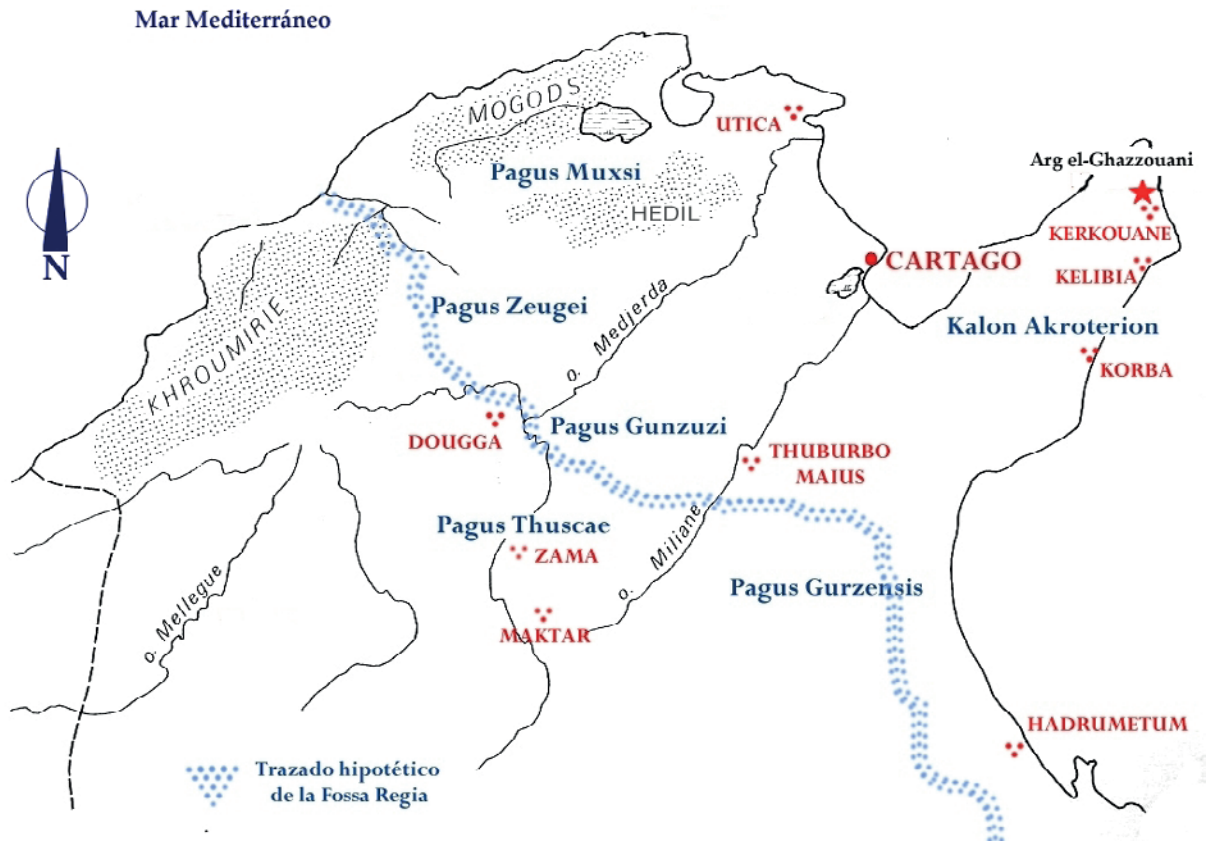 Mar Mediterráneo
MOGODS
UTICA
Arg el-Ghazzouani
Pagus Muxsi
HEDIL
KERKOUANE
N
CARTAGO
KELIBIA
Pagus Zeugei
o. Medjerda
Kalon Akroterion
KHROUMIRIE
KORBA
DOUGGA
Pagus Gunzuzi
THUBURBO
MAIUS
Pagus Thuscae
ZAMA
o. Miliane
Pagus Gurzensis
o. Mellegue
MAKTAR
HADRUMETUM
Trazado hipotético
de la Fossa Regia